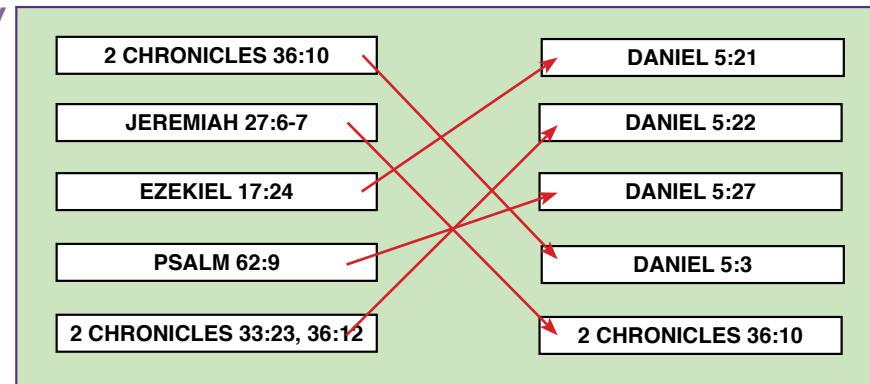 2 CHRONICLES 36:10
JEREMIAH 27:6-7
EZEKIEL 17:24
PSALM 62:9
2 CHRONICLES 33:23, 36:12
DANIEL 5:21
DANIEL 5:22
DANIEL 5:27
DANIEL 5:3
2 CHRONICLES 36:10